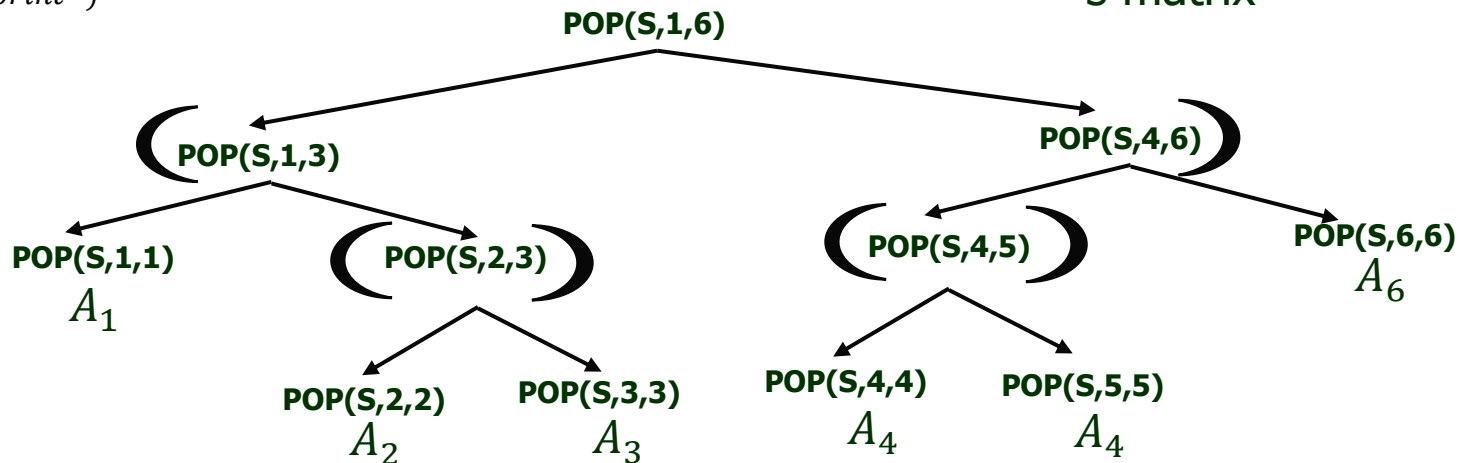 POP(S,1,6)
( POP(S,1,3)
POP(S,4,6) )
POP(S,1,1)
( POP(S,2,3) )
( POP(S,4,5) )
POP(S,6,6)
A₁
A₆
POP(S,2,2)
POP(S,3,3)
POP(S,4,4)
POP(S,5,5)
A₂
A₃
A₄
A₄